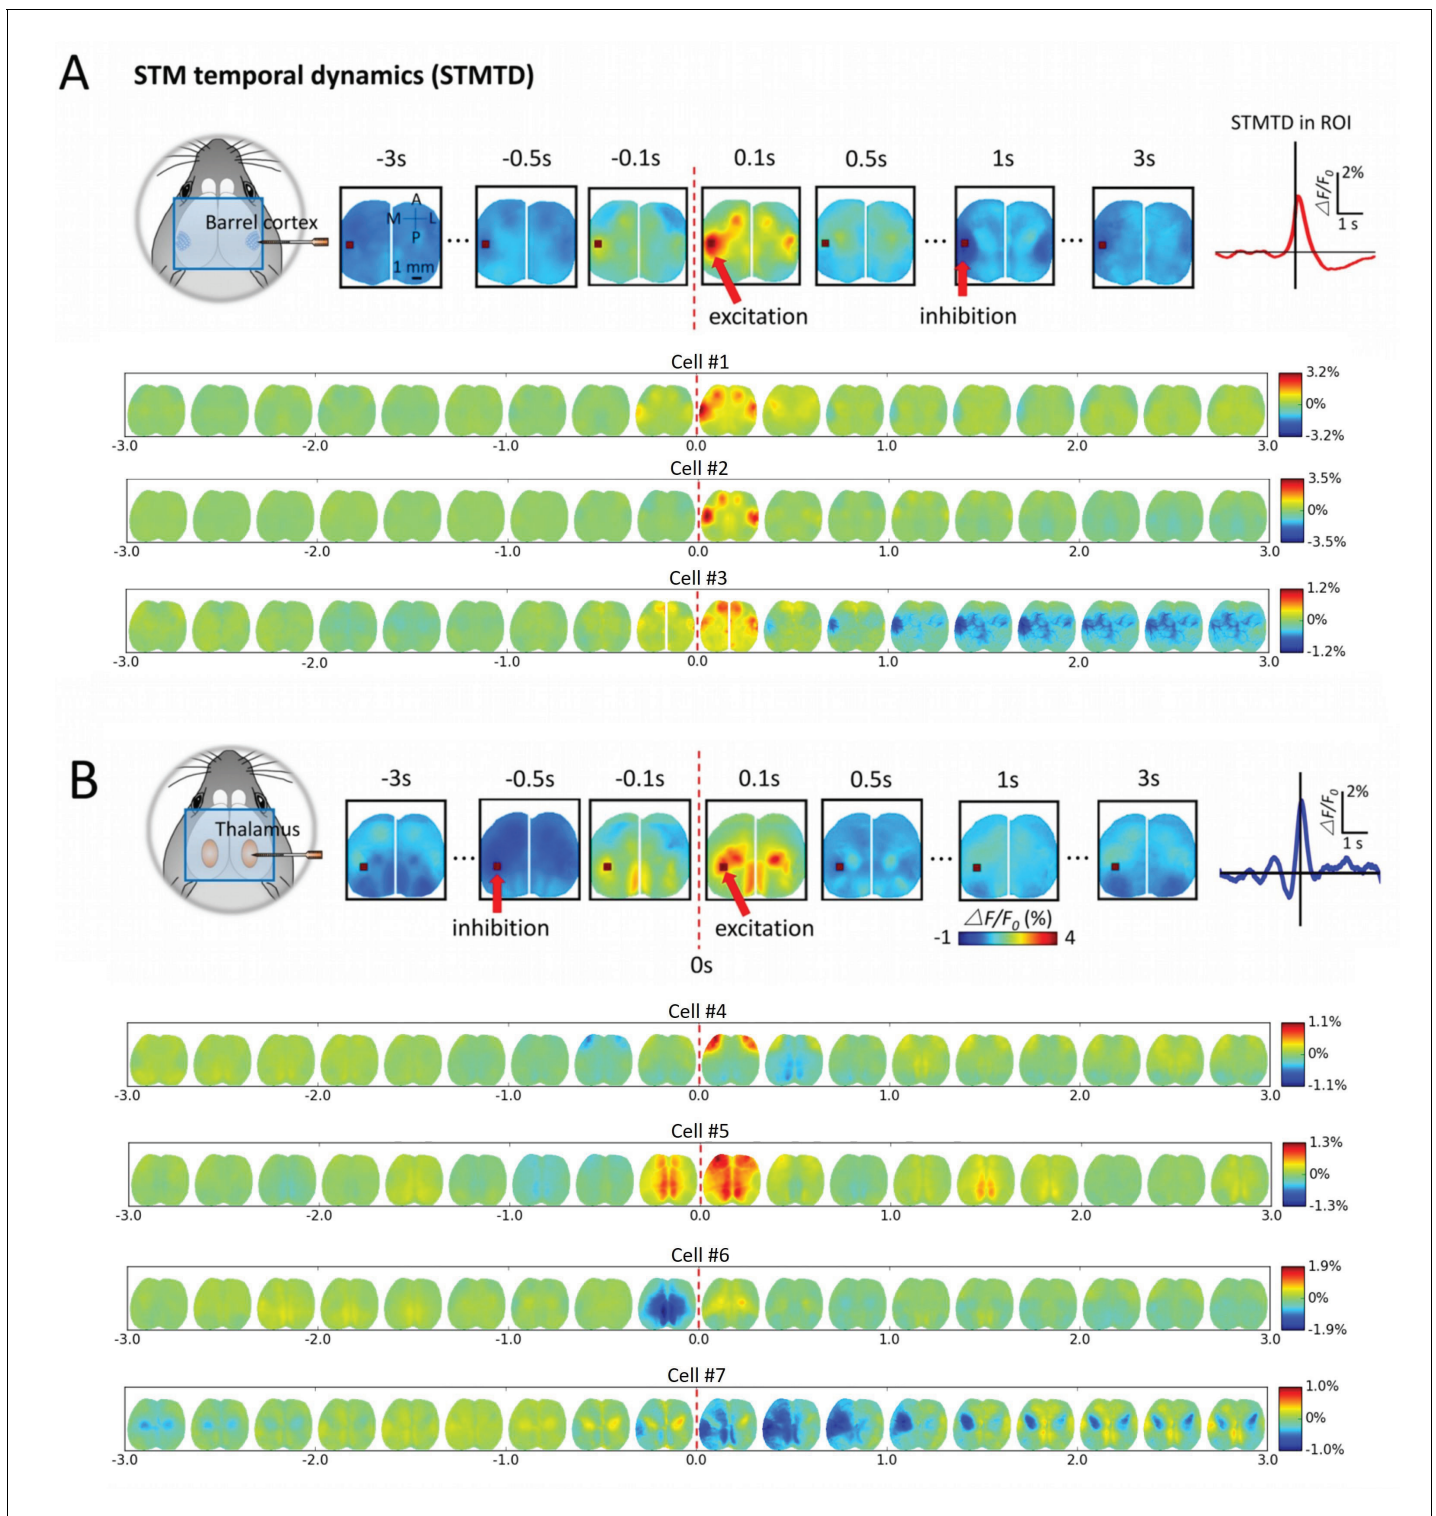 A
STM temporal dynamics (STMTD)
STMTD in ROI
-3s -0.5s -0.1s 0.1s 0.5s 1s 3s
△F/F0
2%
1 s
Barrel cortex
A
M L
P
1 mm
... ... ...
excitation
inhibition
Cell #1
3.2%
0%
-3.2%
-3.0 -2.0 -1.0 0.0 1.0 2.0 3.0
Cell #2
3.5%
0%
-3.5%
-3.0 -2.0 -1.0 0.0 1.0 2.0 3.0
Cell #3
1.2%
0%
-1.2%
-3.0 -2.0 -1.0 0.0 1.0 2.0 3.0
B
-3s -0.5s -0.1s 0.1s 0.5s 1s 3s
△F/F0
2%
1 s
Thalamus
... ... ...
inhibition
excitation
△F/F0 (%)
-1 4
0s
Cell #4
1.1%
0%
-1.1%
-3.0 -2.0 -1.0 0.0 1.0 2.0 3.0
Cell #5
1.3%
0%
-1.3%
-3.0 -2.0 -1.0 0.0 1.0 2.0 3.0
Cell #6
1.9%
0%
-1.9%
-3.0 -2.0 -1.0 0.0 1.0 2.0 3.0
Cell #7
1.0%
0%
-1.0%
-3.0 -2.0 -1.0 0.0 1.0 2.0 3.0